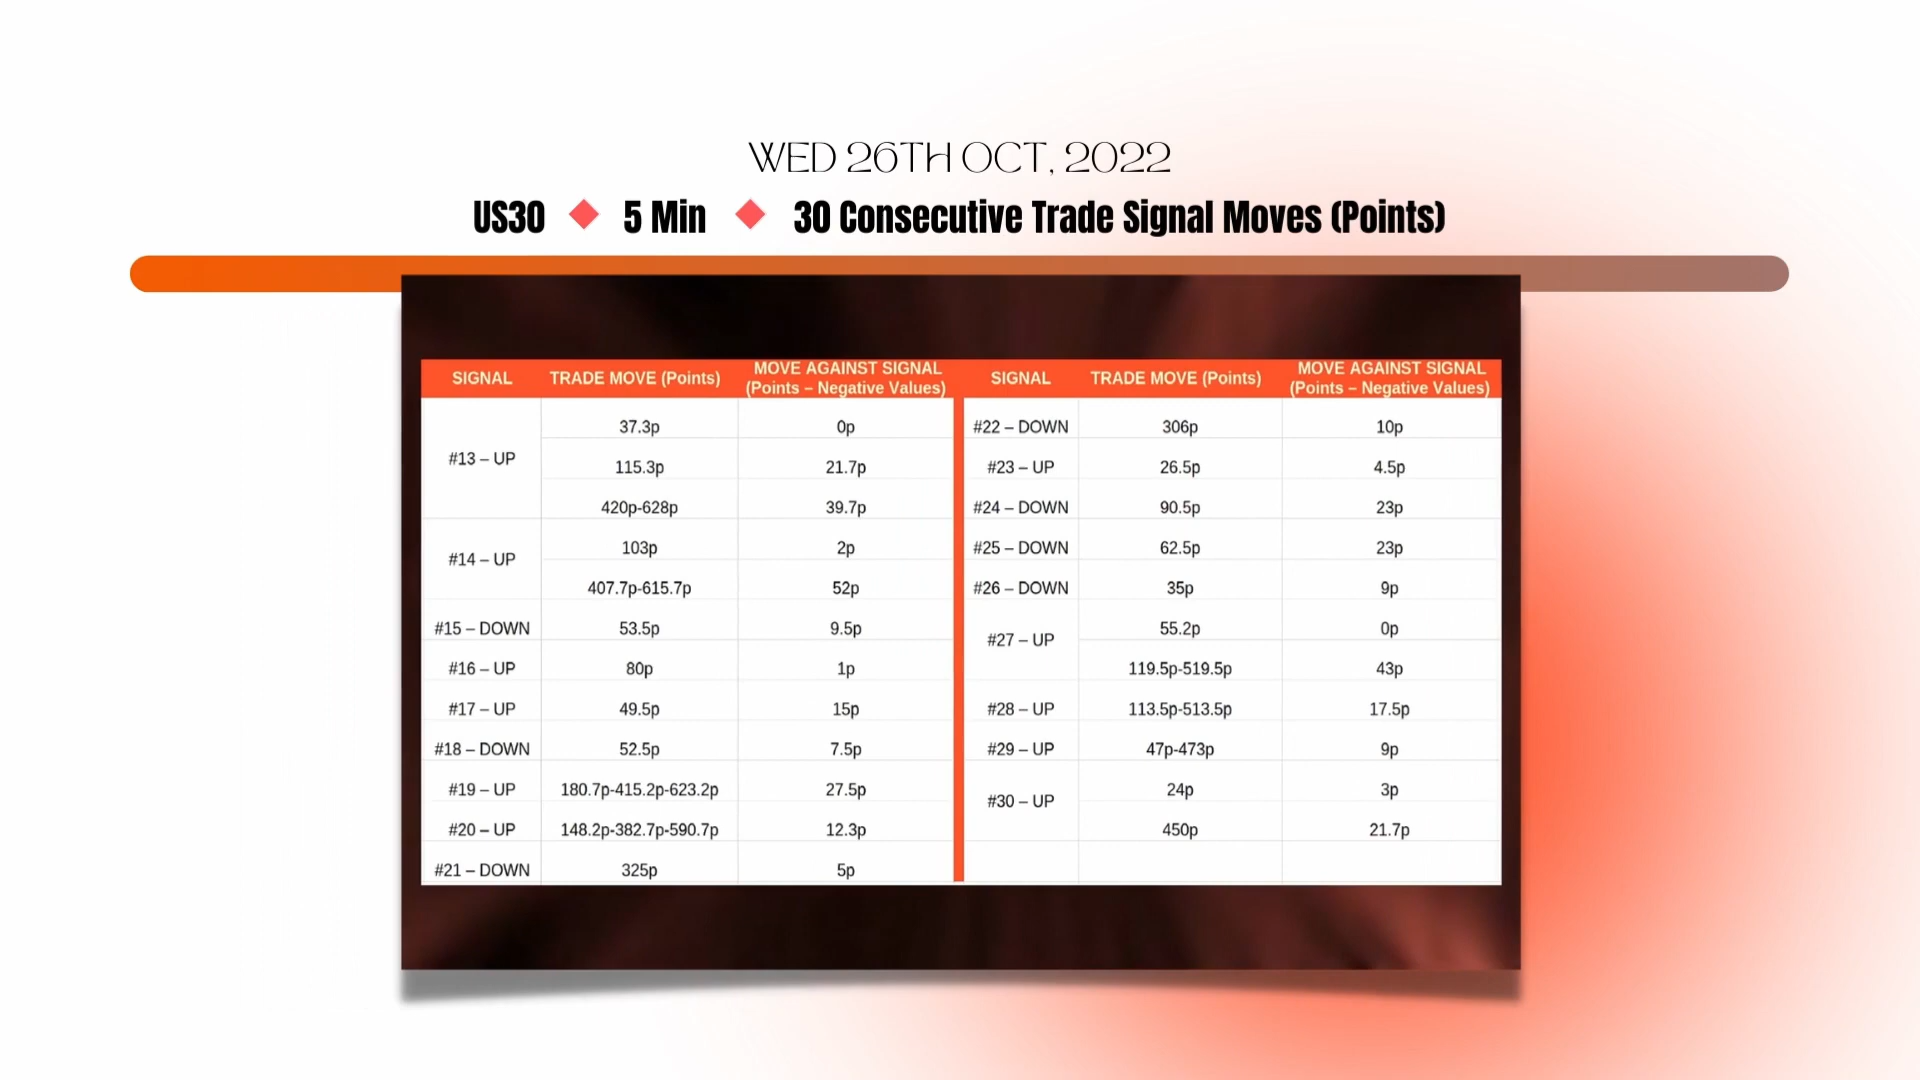 WED 26TH OCT, 2022
US30 5 Min 30 Consecutive Trade Signal Moves (Points)
SIGNAL TRADE MOVE (Points) MOVE AGAINST SIGNAL (Points – Negative Values)
#13 – UP 37.3p 0p
115.3p 21.7p
420p-628p 39.7p
#14 – UP 103p 2p
407.7p-615.7p 52p
#15 – DOWN 53.5p 9.5p
#16 – UP 80p 1p
#17 – UP 49.5p 15p
#18 – DOWN 52.5p 7.5p
#19 – UP 180.7p-415.2p-623.2p 27.5p
#20 – UP 148.2p-382.7p-590.7p 12.3p
#21 – DOWN 325p 5p
SIGNAL TRADE MOVE (Points) MOVE AGAINST SIGNAL (Points – Negative Values)
#22 – DOWN 306p 10p
#23 – UP 26.5p 4.5p
#24 – DOWN 90.5p 23p
#25 – DOWN 62.5p 23p
#26 – DOWN 35p 9p
#27 – UP 55.2p 0p
119.5p-519.5p 43p
#28 – UP 113.5p-513.5p 17.5p
#29 – UP 47p-473p 9p
#30 – UP 24p 3p
450p 21.7p